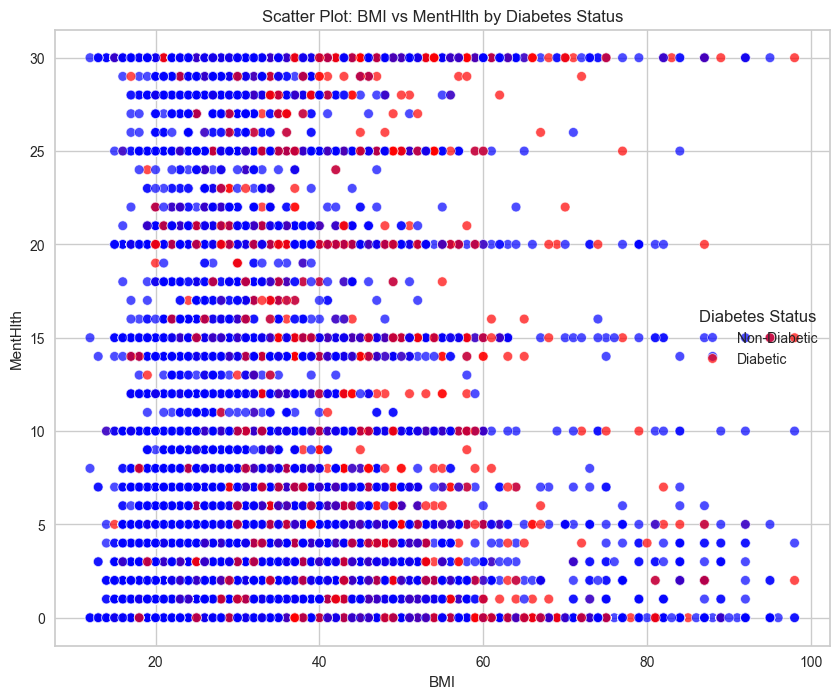 Scatter Plot: BMI vs MentHlth by Diabetes Status
30
25
20
15
10
5
0
MentHlth
Diabetes Status
Non-Diabetic
Diabetic
20
40
60
80
100
BMI